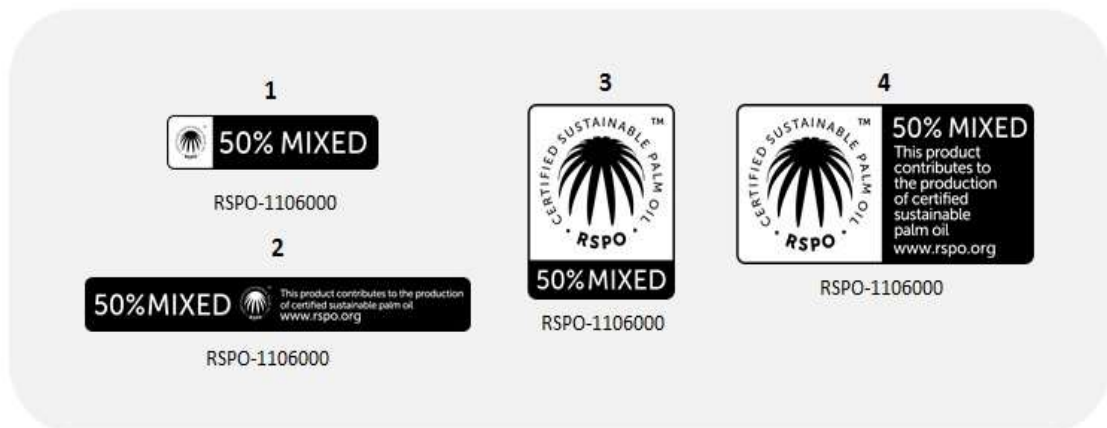 1
50% MIXED
RSPO
RSPO-1106000
2
50%MIXED
RSPO
This product contributes to the production
of certified sustainable palm oil
www.rspo.org
RSPO-1106000
3
CERTIFIED SUSTAINABLE PALM OIL
TM
· RSPO ·
50% MIXED
RSPO-1106000
4
CERTIFIED SUSTAINABLE PALM OIL
TM
· RSPO ·
50% MIXED
This product
contributes to
the production
of certified
sustainable
palm oil
www.rspo.org
RSPO-1106000